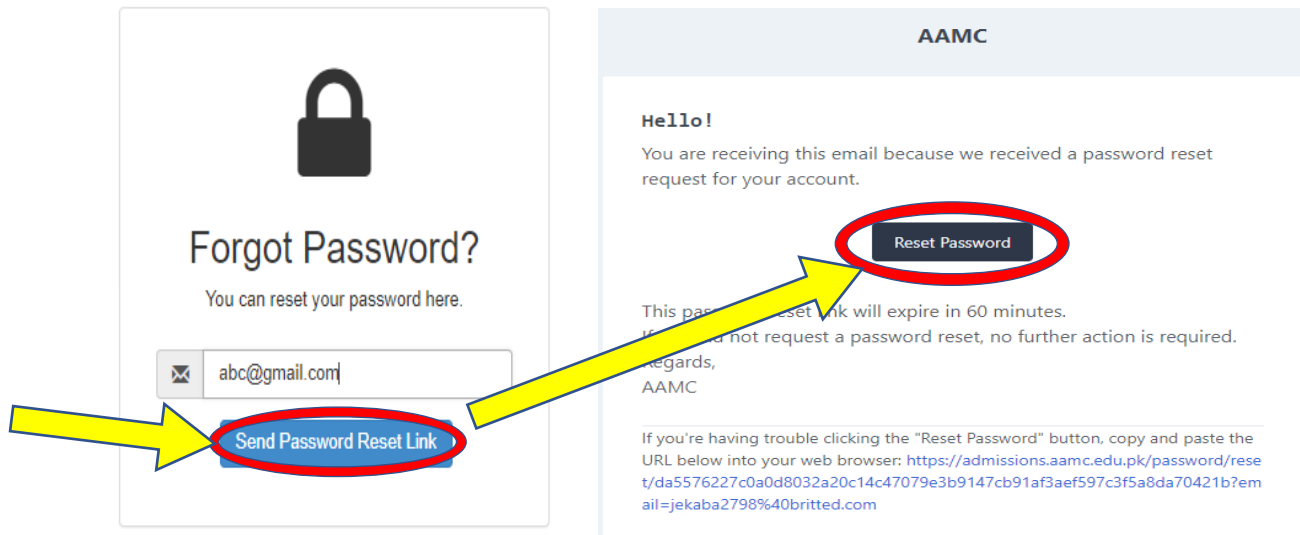 Forgot Password?
You can reset your password here.
abc@gmail.com
Send Password Reset Link
AAMC
Hello!
You are receiving this email because we received a password reset
request for your account.
Reset Password
This reset link will expire in 60 minutes.
not request a password reset, no further action is required.
Regards,
AAMC
If you're having trouble clicking the "Reset Password" button, copy and paste the
URL below into your web browser: https://admissions.aamc.edu.pk/password/rese
t/da5576227c0a0d8032a20c14c47079e3b9147cb91af3aef597c3f5a8da70421b?em
ail=jekaba2798%40britted.com